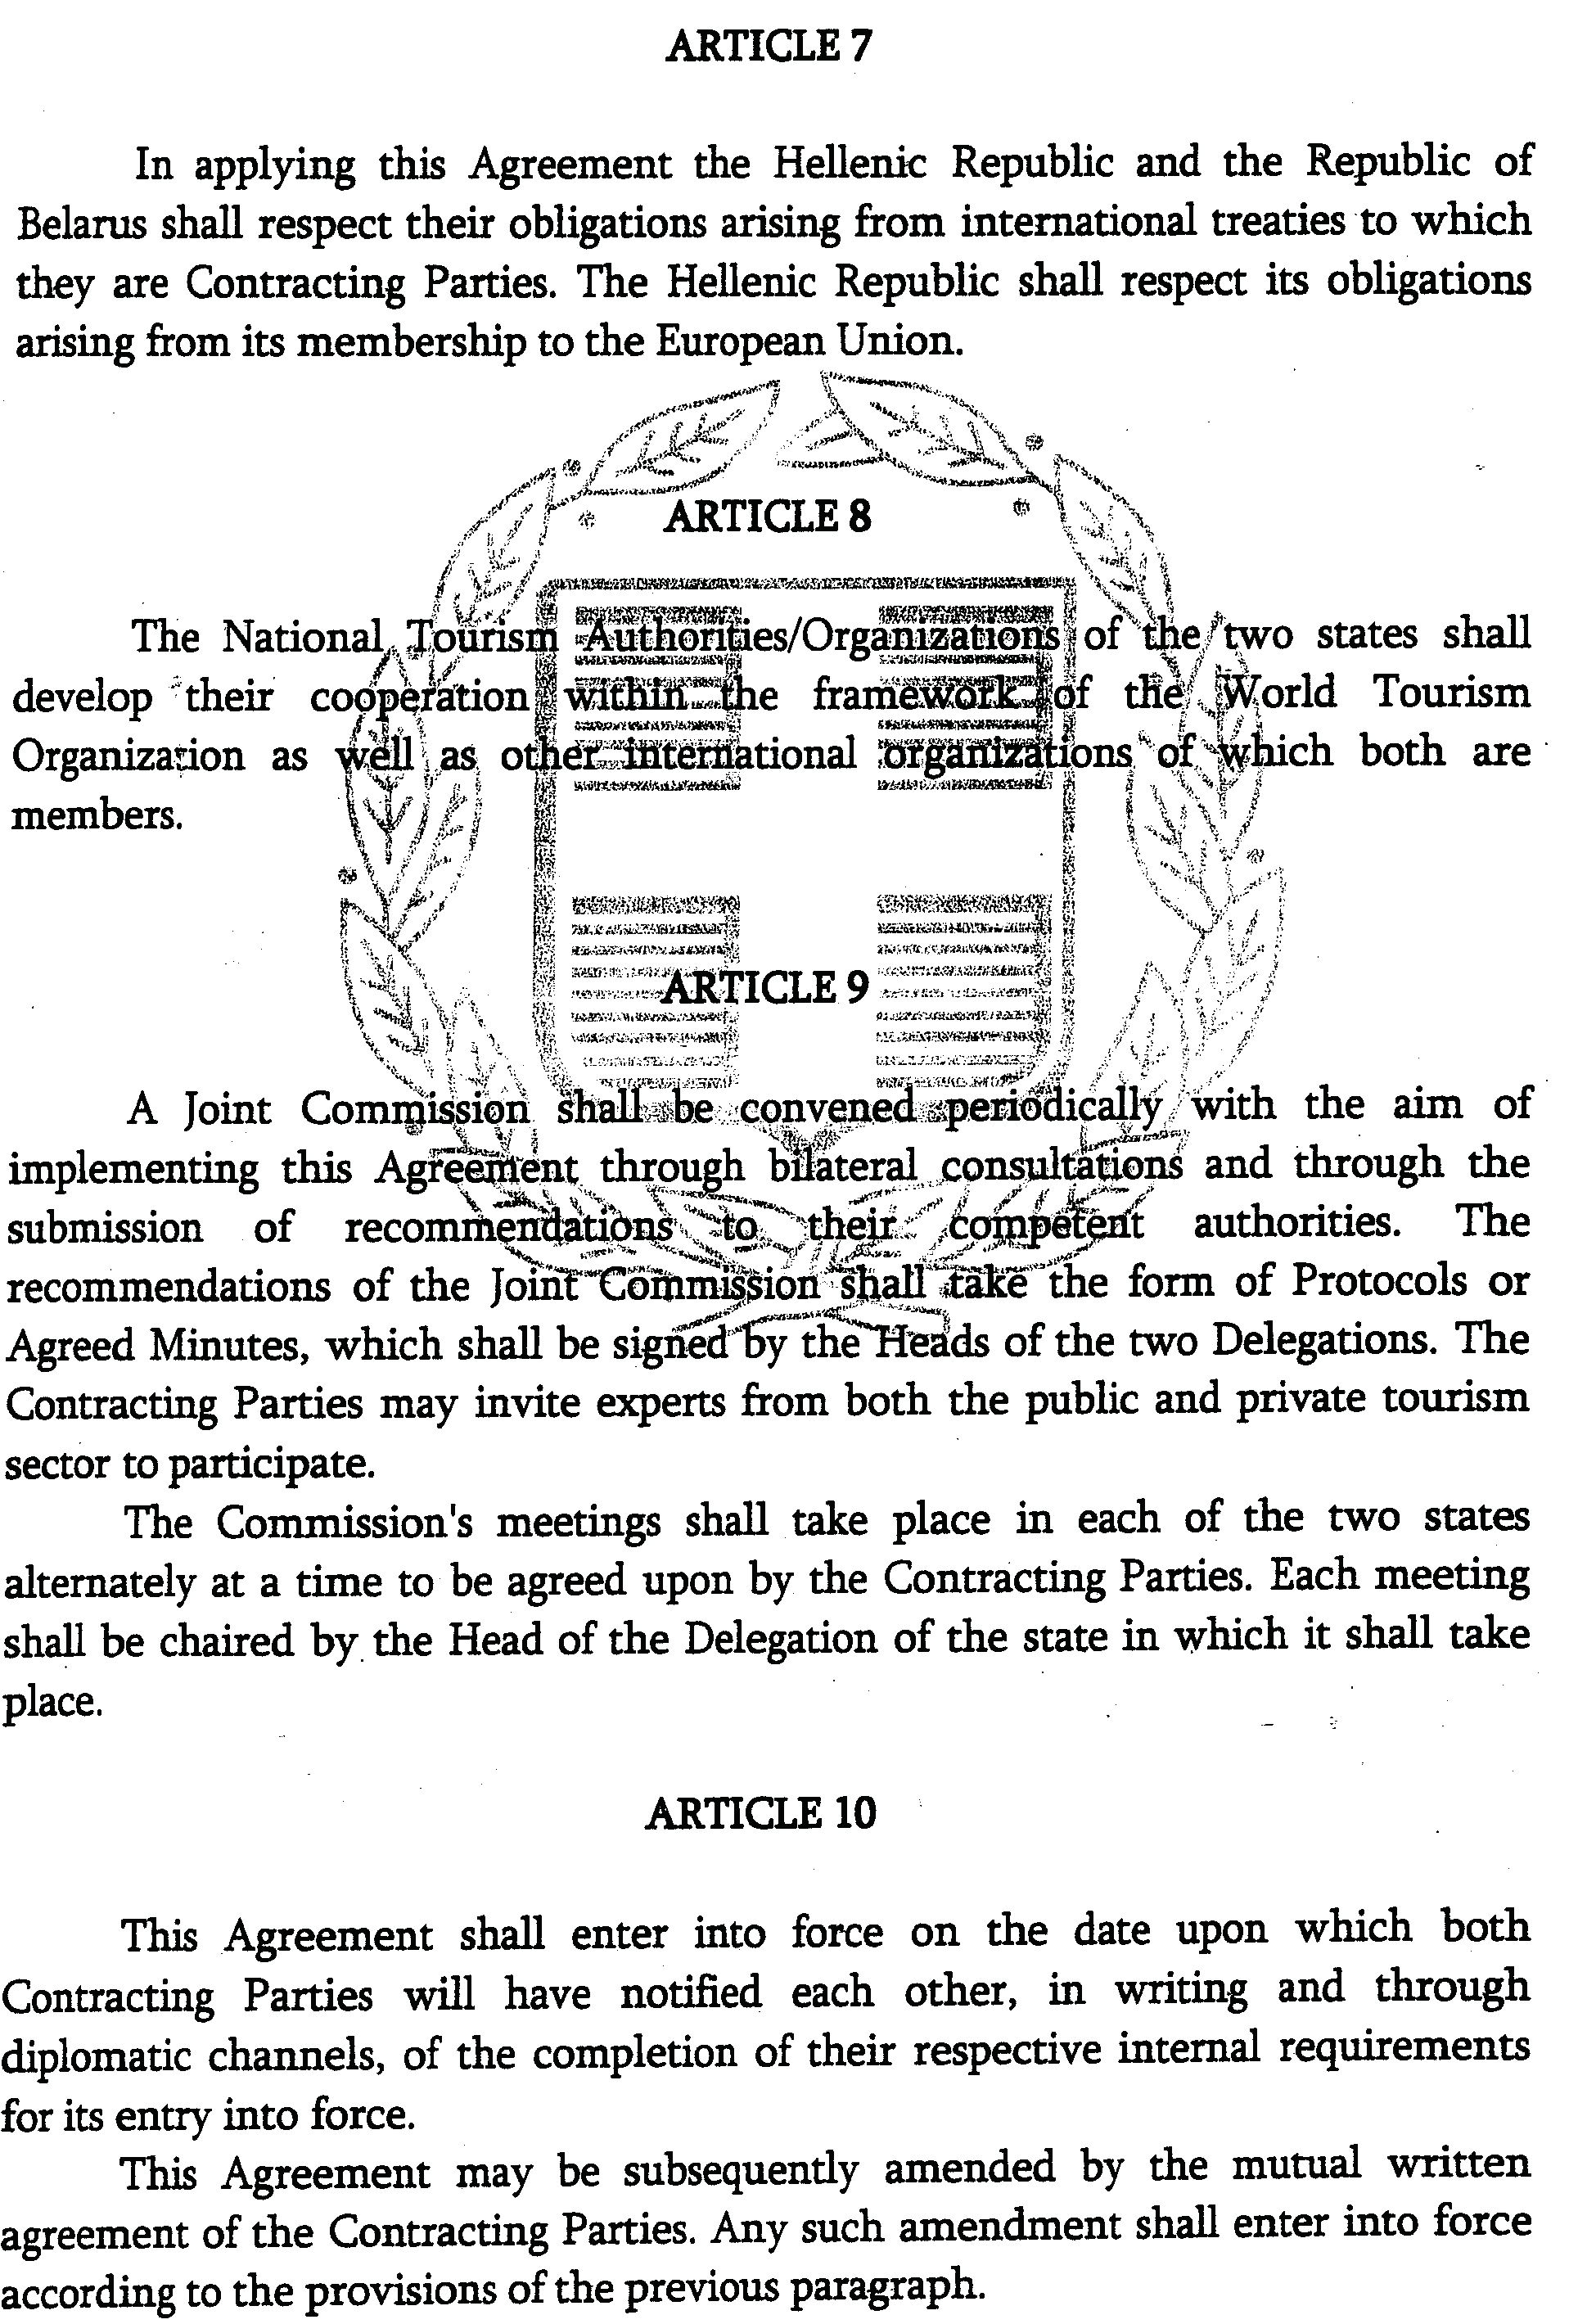 ARTICLE 7
In applying this Agreement the Hellenic Republic and the Republic of
Belarus shall respect their obligations arising from international treaties to which
they are Contracting Parties. The Hellenic Republic shall respect its obligations
arising from its membership to the European Union.
ARTICLE 8
The National Tourism Authorities/Organizations of the two states shall
develop their cooperation within the framework of the World Tourism
Organization as well as other international organizations of which both are
members.
ARTICLE 9
A Joint Commission shall be convened periodically with the aim of
implementing this Agreement through bilateral consultations and through the
submission of recommendations to their competent authorities. The
recommendations of the Joint Commission shall take the form of Protocols or
Agreed Minutes, which shall be signed by the Heads of the two Delegations. The
Contracting Parties may invite experts from both the public and private tourism
sector to participate.
The Commission's meetings shall take place in each of the two states
alternately at a time to be agreed upon by the Contracting Parties. Each meeting
shall be chaired by the Head of the Delegation of the state in which it shall take
place.
ARTICLE 10
This Agreement shall enter into force on the date upon which both
Contracting Parties will have notified each other, in writing and through
diplomatic channels, of the completion of their respective internal requirements
for its entry into force.
This Agreement may be subsequently amended by the mutual written
agreement of the Contracting Parties. Any such amendment shall enter into force
according to the provisions of the previous paragraph.